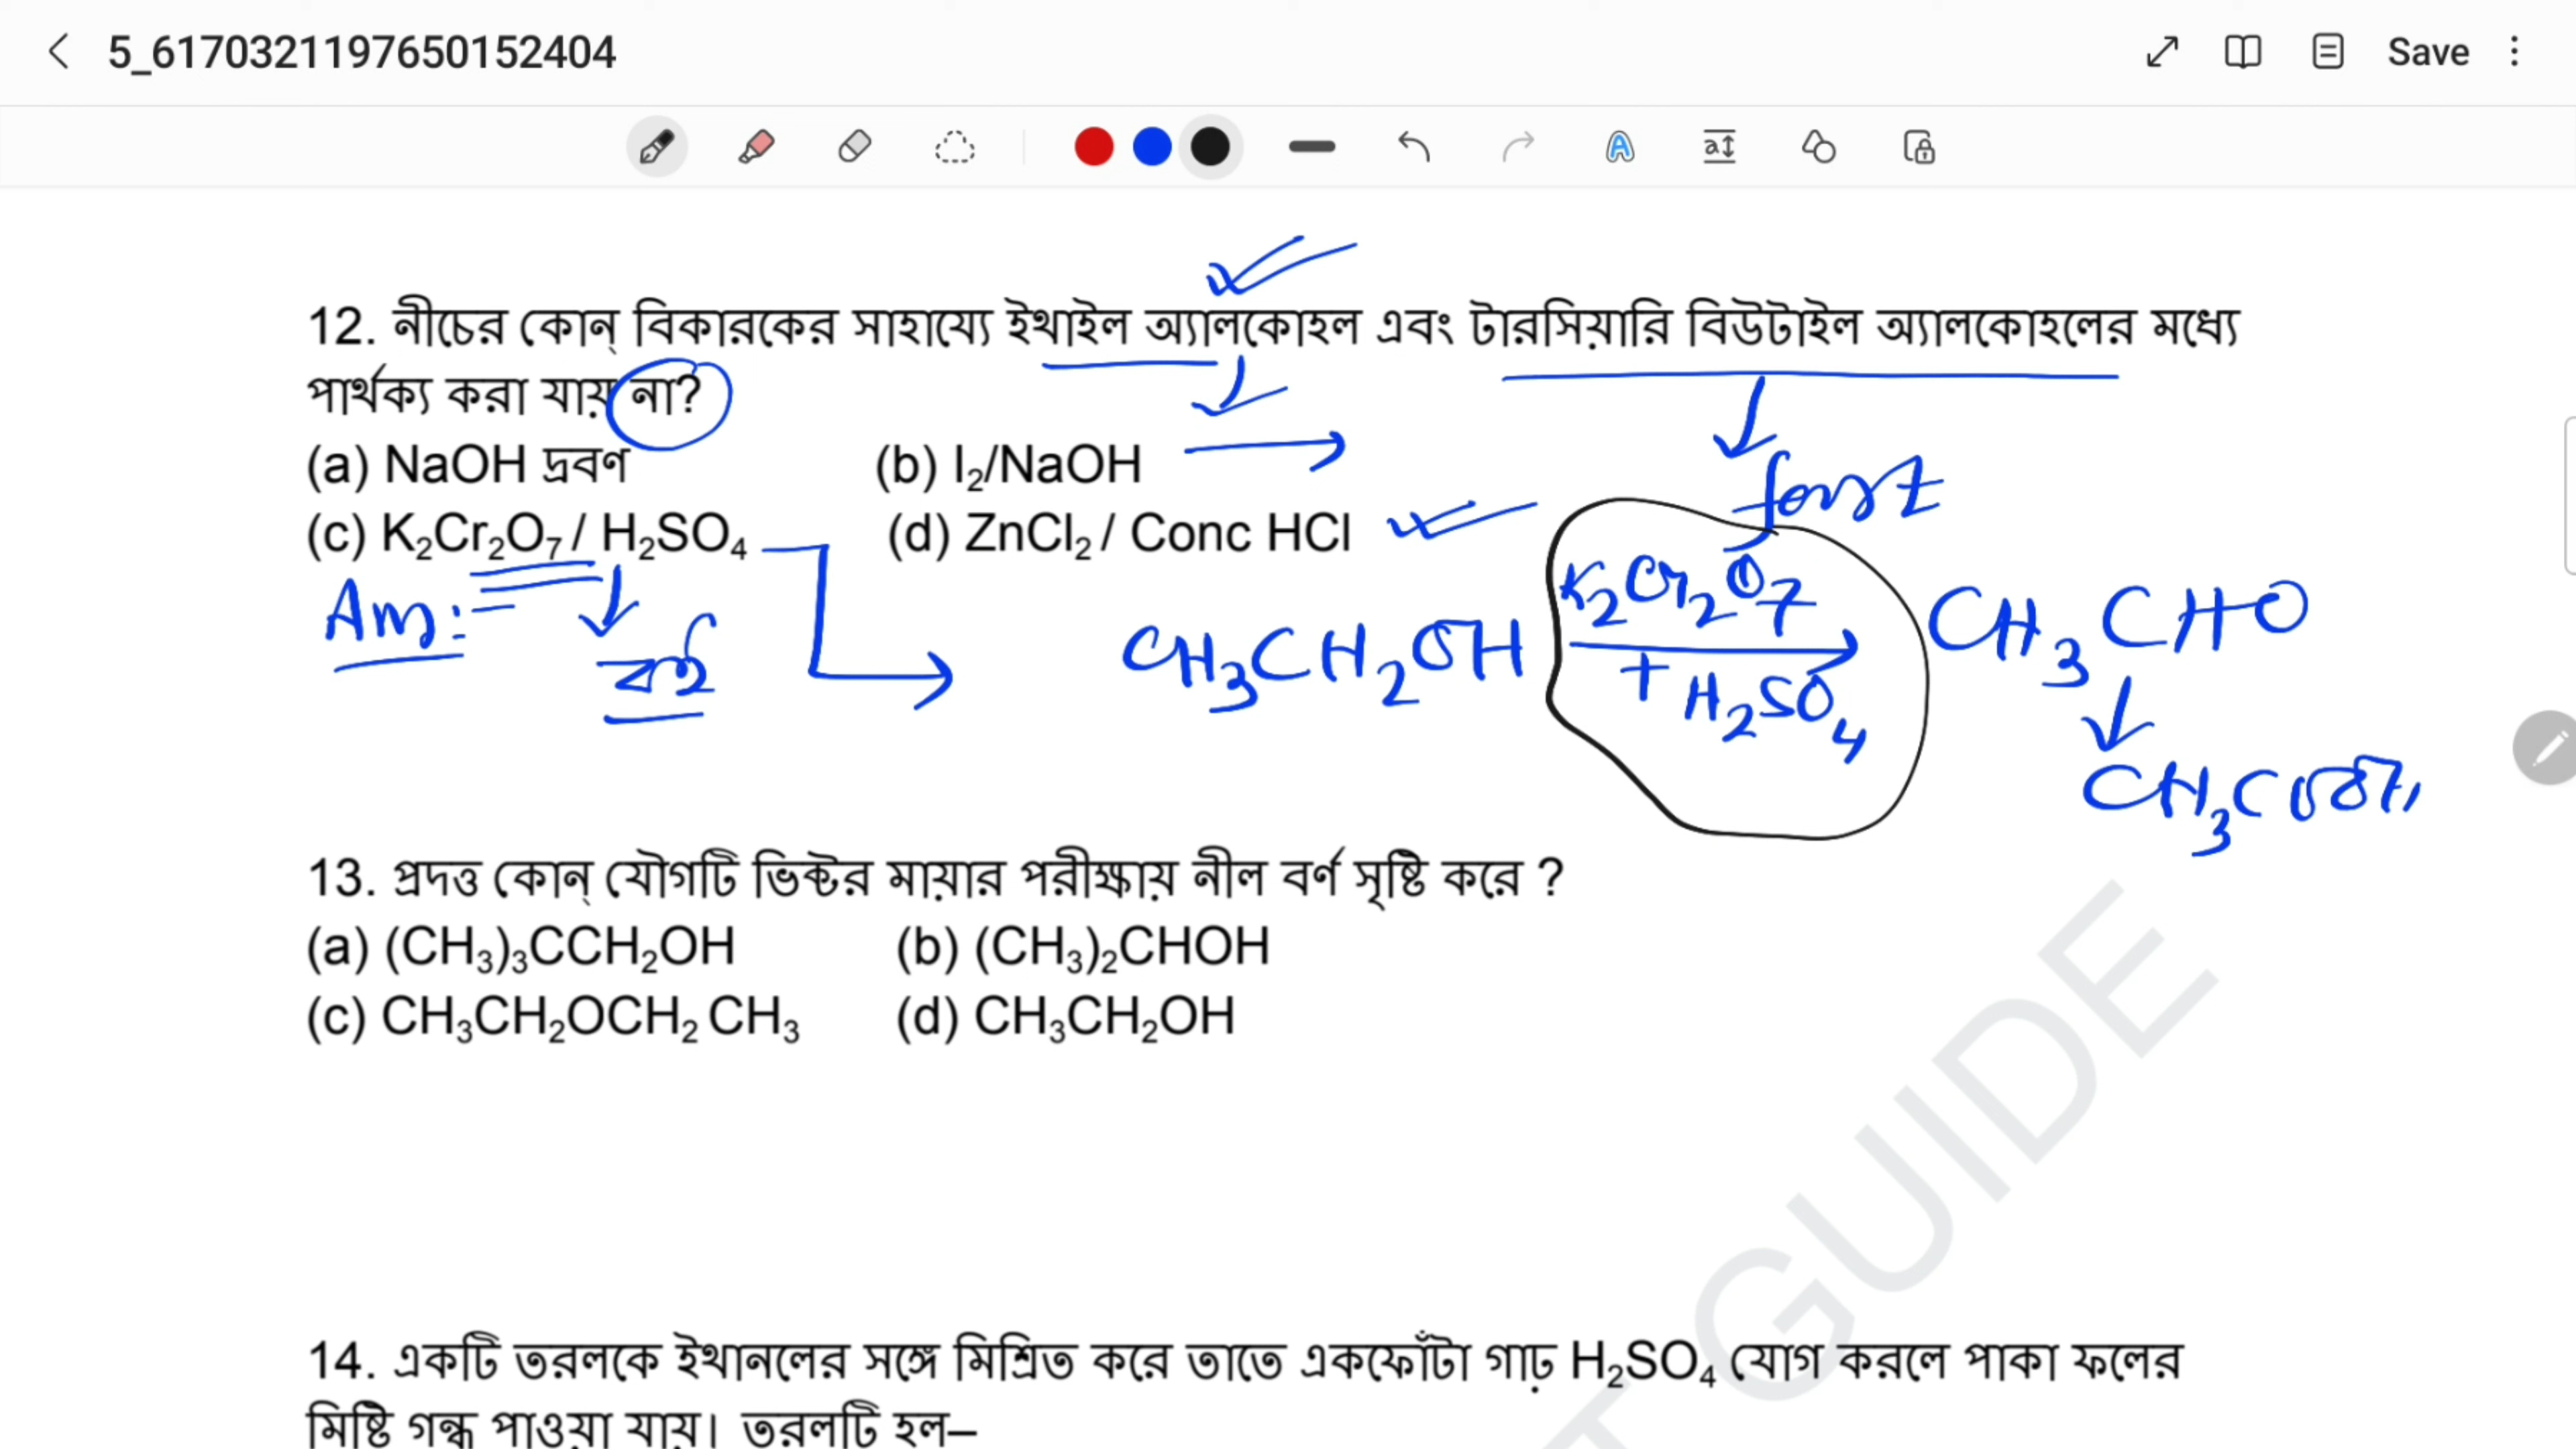 5_6170321197650152404
Save
12. নীচের কোন্ বিকারকের সাহায্যে ইথাইল অ্যালকোহল এবং টারসিয়ারি বিউটাইল অ্যালকোহলের মধ্যে
পার্থক্য করা যায় না?
(a) NaOH দ্রবণ (b) I₂/NaOH
fast
(c) K₂Cr₂O₇ / H₂SO₄ (d) ZnCl₂ / Conc HCl
Ans:
CH₃CH₂OH K₂Cr₂O₇ + H₂SO₄ CH₃CHO
CH₃COOH
13. প্রদত্ত কোন্ যৌগটি ভিক্টর মায়ার পরীক্ষায় নীল বর্ণ সৃষ্টি করে ?
(a) (CH₃)₃CCH₂OH (b) (CH₃)₂CHOH
(c) CH₃CH₂OCH₂ CH₃ (d) CH₃CH₂OH
14. একটি তরলকে ইথানলের সঙ্গে মিশ্রিত করে তাতে একফোঁটা গাঢ় H₂SO₄ যোগ করলে পাকা ফলের
মিষ্টি গন্ধ পাওয়া যায়। তরলটি হল–
T GUIDE